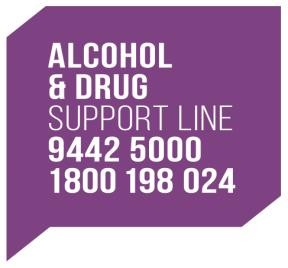 ALCOHOL
& DRUG
SUPPORT LINE
9442 5000
1800 198 024